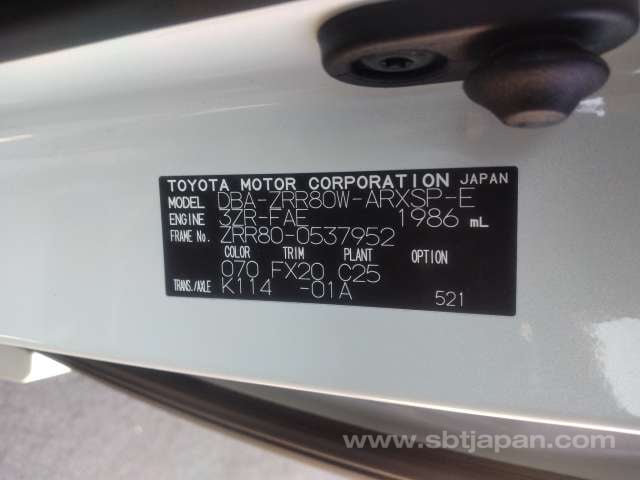 TOYOTA MOTOR CORPORATION JAPAN
MODEL DBA-ZRR80W-ARXSP-E
ENGINE 3ZR-FAE 1986 mL
FRAME No. ZRR80-0537952
COLOR TRIM PLANT OPTION
070 FX20 C25
TRANS./AXLE K114 -01A 521
www.sbtjapan.com